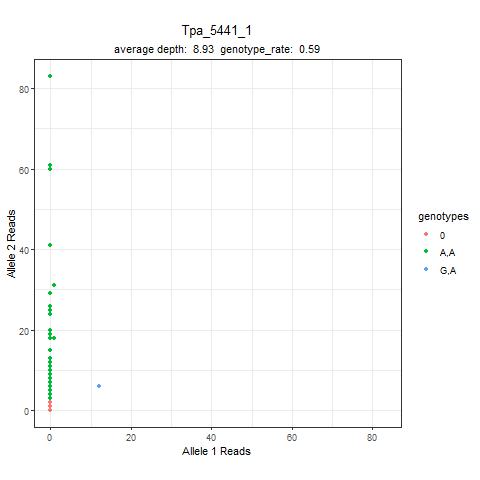 Tpa_5441_1
average depth: 8.93 genotype_rate: 0.59
80
60
40
20
0
Allele 2 Reads
0 20 40 60 80
Allele 1 Reads
genotypes
0
A,A
G,A